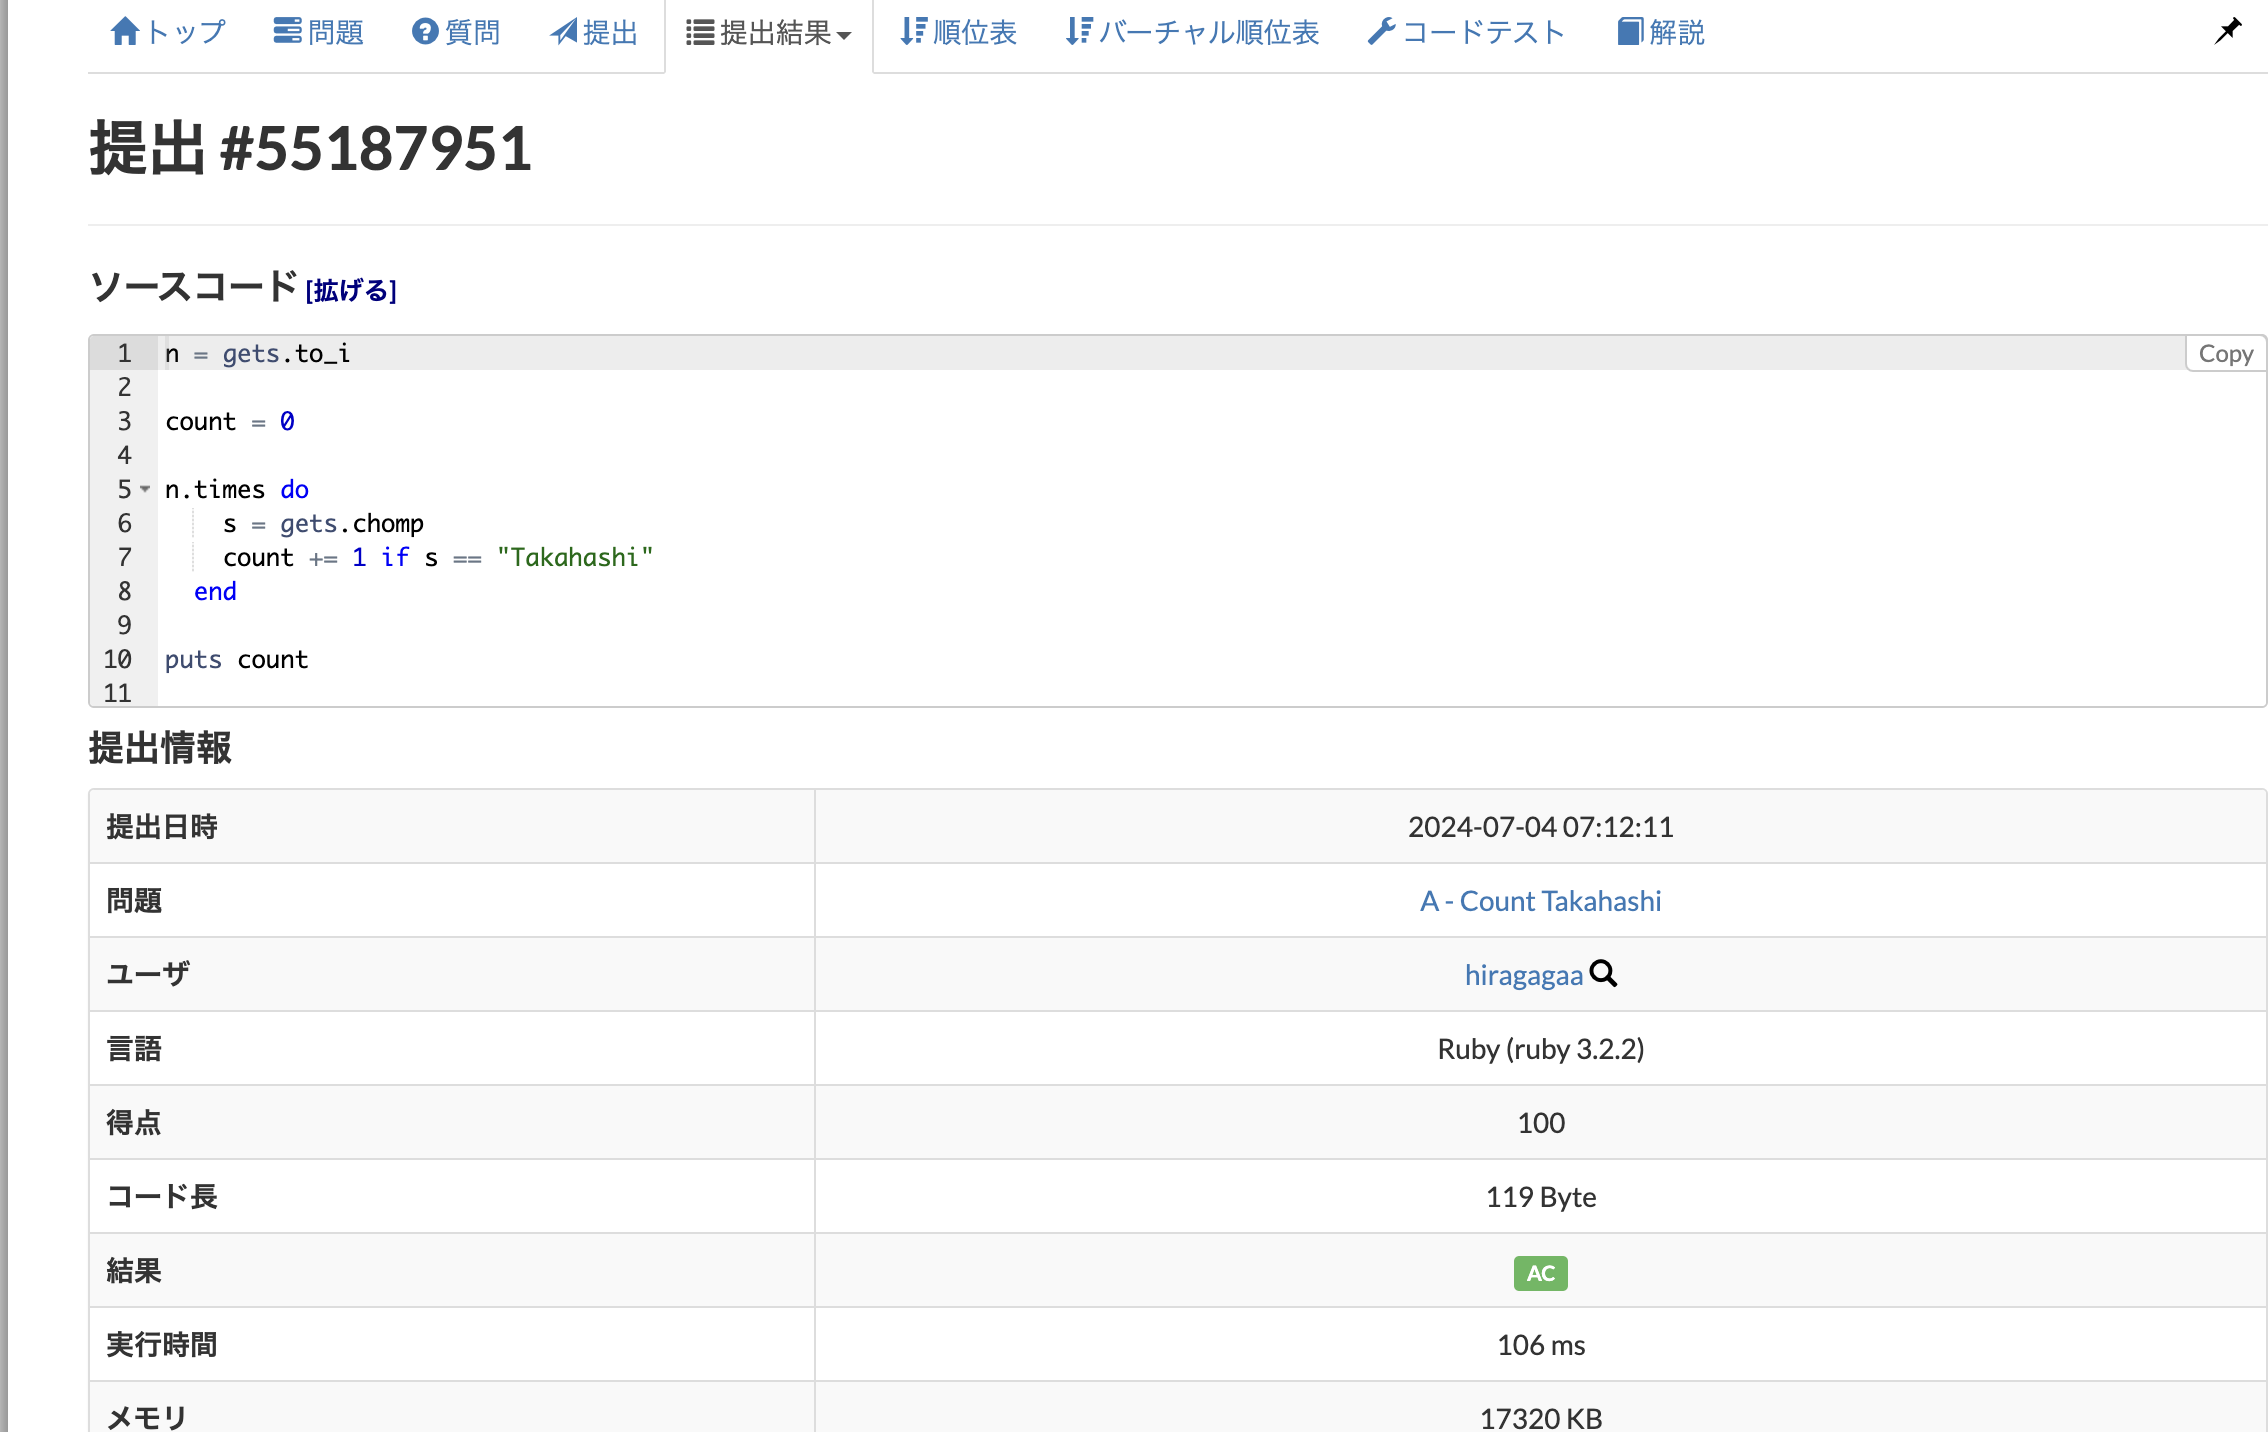 トップ 問題 質問 提出 提出結果 順位表 バーチャル順位表 コードテスト 解説
提出 #55187951
ソースコード [拡げる]
Copy
1 n = gets.to_i
2
3 count = 0
4
5 n.times do
6     s = gets.chomp
7     count += 1 if s == "Takahashi"
8   end
9
10 puts count
11
提出情報
提出日時 2024-07-04 07:12:11
問題 A - Count Takahashi
ユーザ hiragagaa
言語 Ruby (ruby 3.2.2)
得点 100
コード長 119 Byte
結果 AC
実行時間 106 ms
メモリ 17320 KB